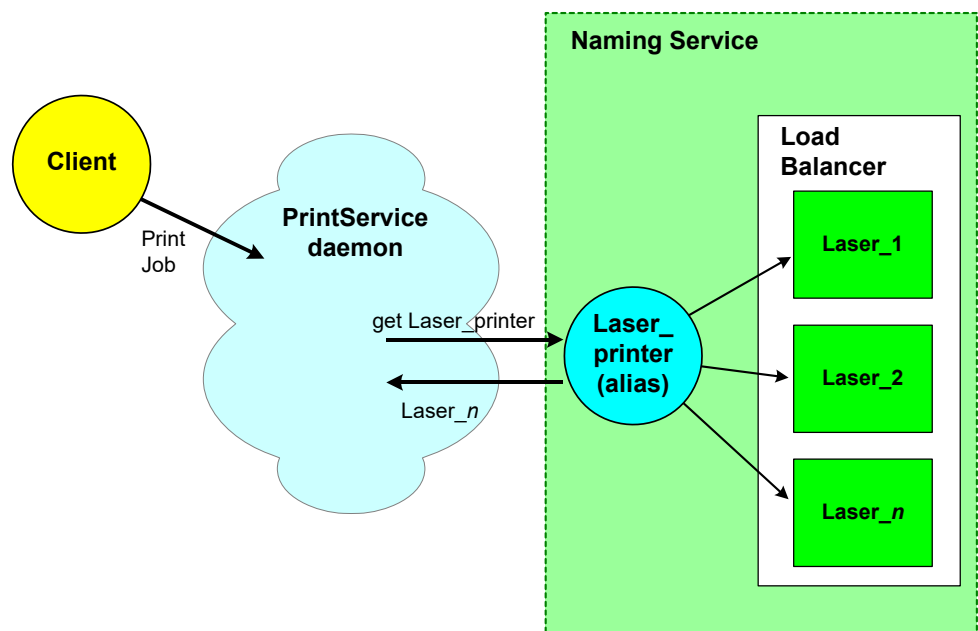 Naming Service
Client
Print
Job
PrintService
daemon
get Laser_printer
Laser_n
Laser_
printer
(alias)
Load
Balancer
Laser_1
Laser_2
Laser_n